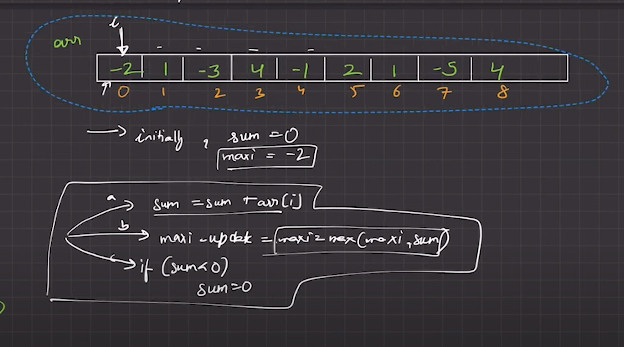 i
arr
-2 1 -3 4 -1 2 1 -5 4
0 1 2 3 4 5 6 7 8
→ initially, sum = 0
maxi = -2
a → sum = sum + arr[i]
b → maxi - update = maxi = max(maxi, sum)
→ if (sum < 0)
sum = 0